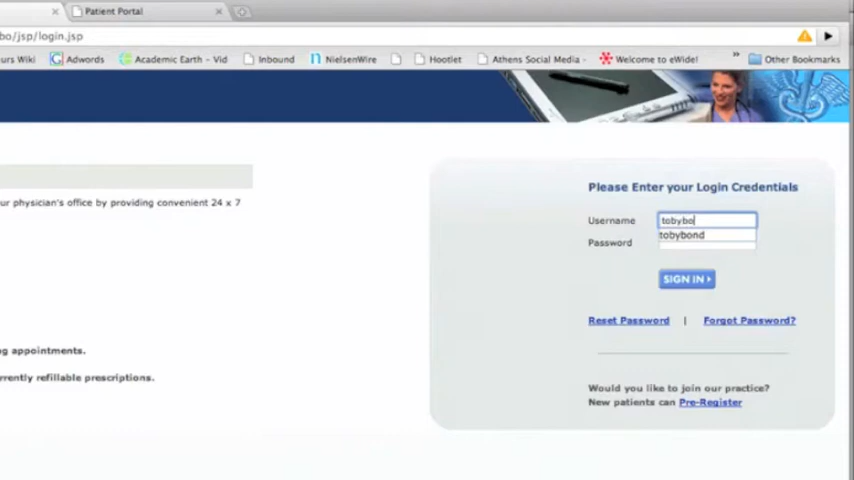 Patient Portal
bo/jsp/login.jsp
urs Wiki Adwords Academic Earth - Vid Inbound NielsenWire Hootlet Athens Social Media - Welcome to eWide! » Other Bookmarks
Please Enter your Login Credentials
ur physician's office by providing convenient 24 x 7
Username tobybo
tobybond
Password
SIGN IN
Reset Password | Forgot Password?
ng appointments.
rrently refillable prescriptions.
Would you like to join our practice?
New patients can Pre-Register